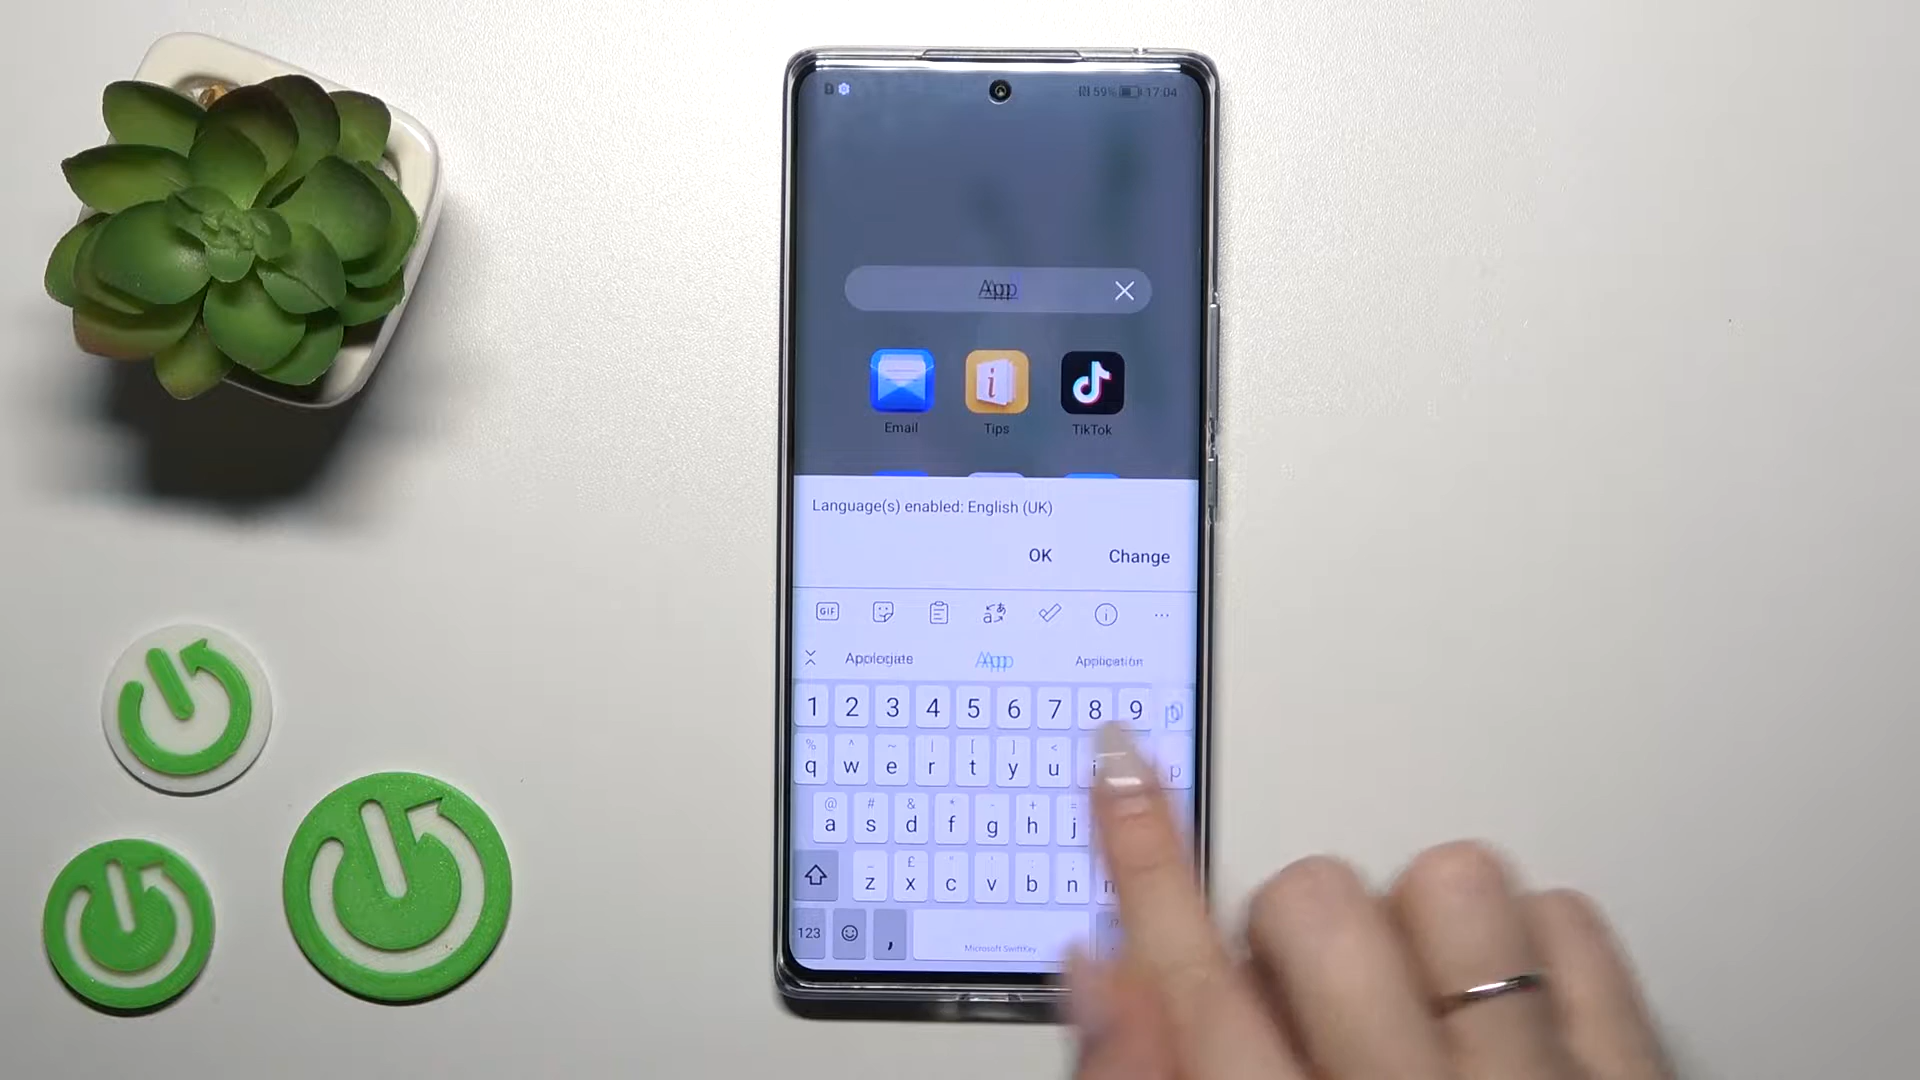 59% 17:04
App
Email Tips TikTok
Language(s) enabled: English (UK)
OK Change
GIF
Apologiate App Application
1 2 3 4 5 6 7 8 9
% ^ ~ | [ ] <
q w e r t y u i p
@ # & * - + =
a s d f g h j
_ £ " ' : ;
z x c v b n
123 , Microsoft SwiftKey